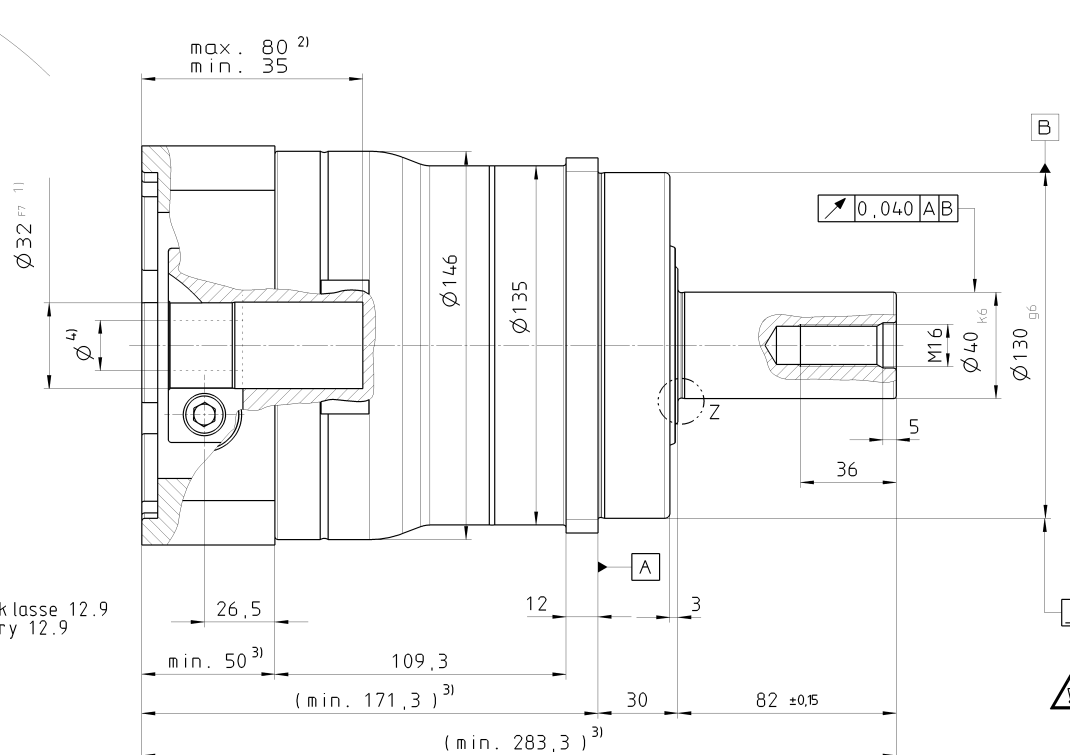 max. 80 2)
min. 35
B
Ø32 F7 1)
0,040 A B
Ø146
Ø135
Ø 4)
M16
Ø40 k6
Ø130 g6
Z
5
36
A
klasse 12.9
ry 12.9
26,5
12
3
min. 50 3)
109,3
(min. 171,3 ) 3)
30
82 ±0,15
(min. 283,3 ) 3)